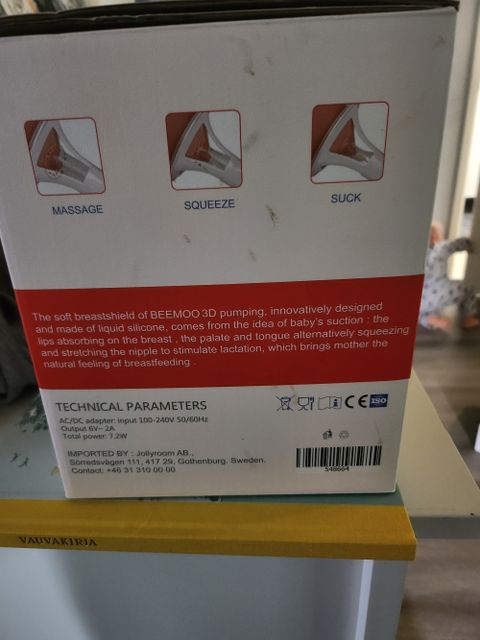 MASSAGE
SQUEEZE
SUCK
The soft breastshield of BEEMOO 3D pumping, innovatively designed
and made of liquid silicone, comes from the idea of baby's suction : the
lips absorbing on the breast , the palate and tongue alternatively squeezing
and stretching the nipple to stimulate lactation, which brings mother the
natural feeling of breastfeeding .
TECHNICAL PARAMETERS
AC/DC adapter: input 100-240V 50/60Hz
Output 6V⎓ 2A
Total power: 7.2W
CE ISO
IMPORTED BY : Jollyroom AB.,
Sörredsvägen 111, 417 29, Gothenburg. Sweden.
Contact: +46 31 310 00 00
548664
VAUVAKIRJA